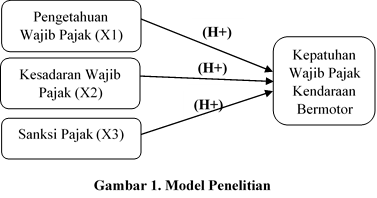 Pengetahuan
Wajib Pajak (X1)
(H+)
Kesadaran Wajib
Pajak (X2)
(H+)
Sanksi Pajak (X3)
(H+)
Kepatuhan
Wajib Pajak
Kendaraan
Bermotor
Gambar 1. Model Penelitian